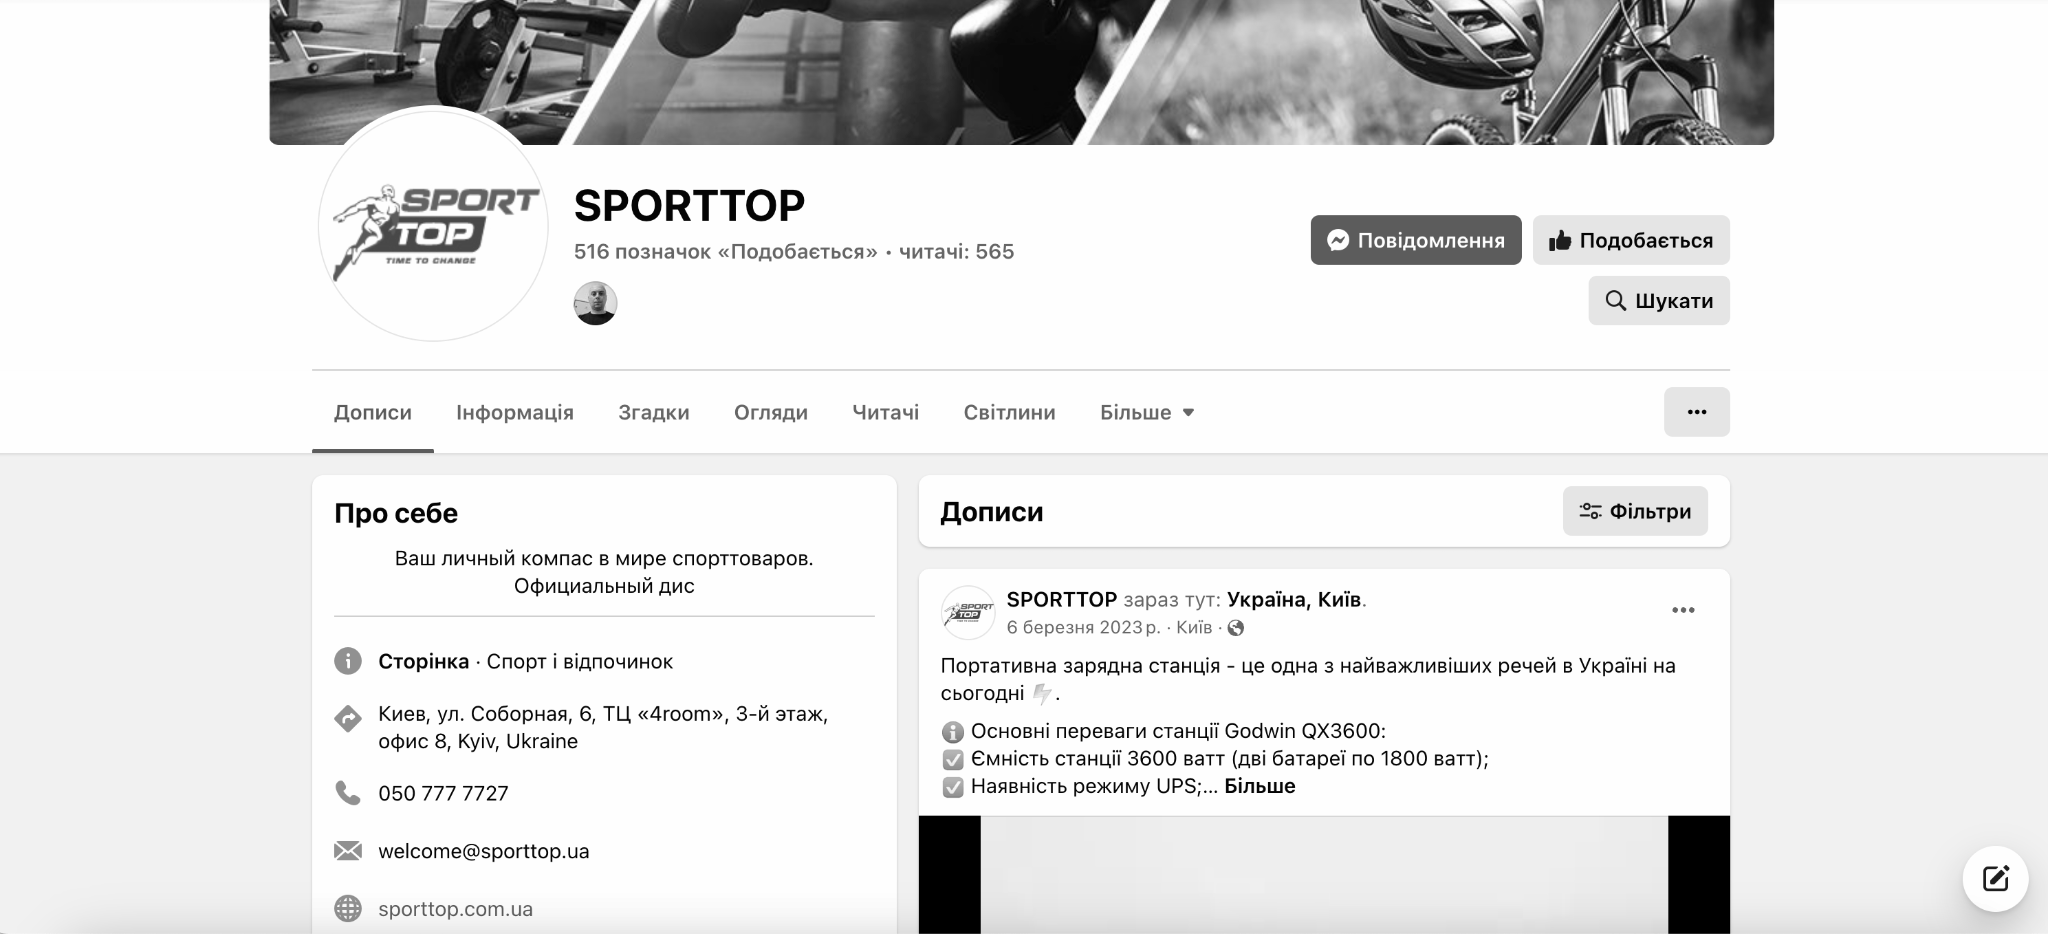 SPORT
TOP
TIME TO CHANGE
SPORTTOP
516 позначок «Подобається» • читачі: 565
Повідомлення
Подобається
Шукати
Дописи
Інформація
Згадки
Огляди
Читачі
Світлини
Більше
Про себе
Ваш личный компас в мире спорттоваров.
Официальный дис
Сторінка · Спорт і відпочинок
Киев, ул. Соборная, 6, ТЦ «4room», 3-й этаж,
офис 8, Kyiv, Ukraine
050 777 7727
welcome@sporttop.ua
sporttop.com.ua
Дописи
Фільтри
SPORT
TOP
SPORTTOP зараз тут: Україна, Київ.
6 березня 2023 р. · Київ ·
Портативна зарядна станція - це одна з найважливіших речей в Україні на
сьогодні ⚡.
ℹ️ Основні переваги станції Godwin QX3600:
☑️ Ємність станції 3600 ватт (дві батареї по 1800 ватт);
☑️ Наявність режиму UPS;... Більше